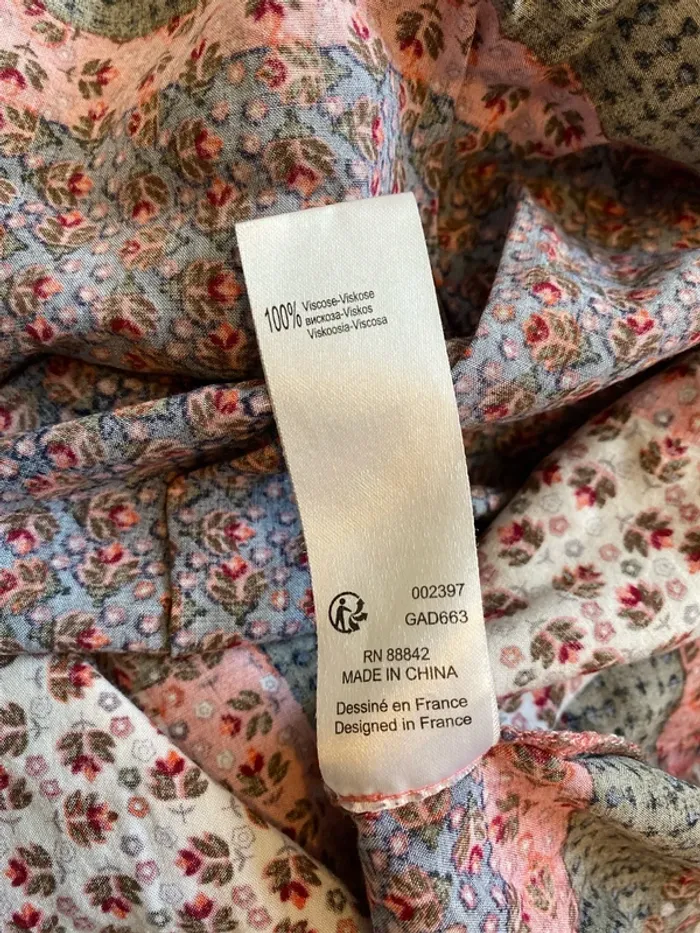 100% Viscose-Viskose
вискоза-Viskos
Viskoosia-Viscosa
002397
GAD663
RN 88842
MADE IN CHINA
Dessiné en France
Designed in France